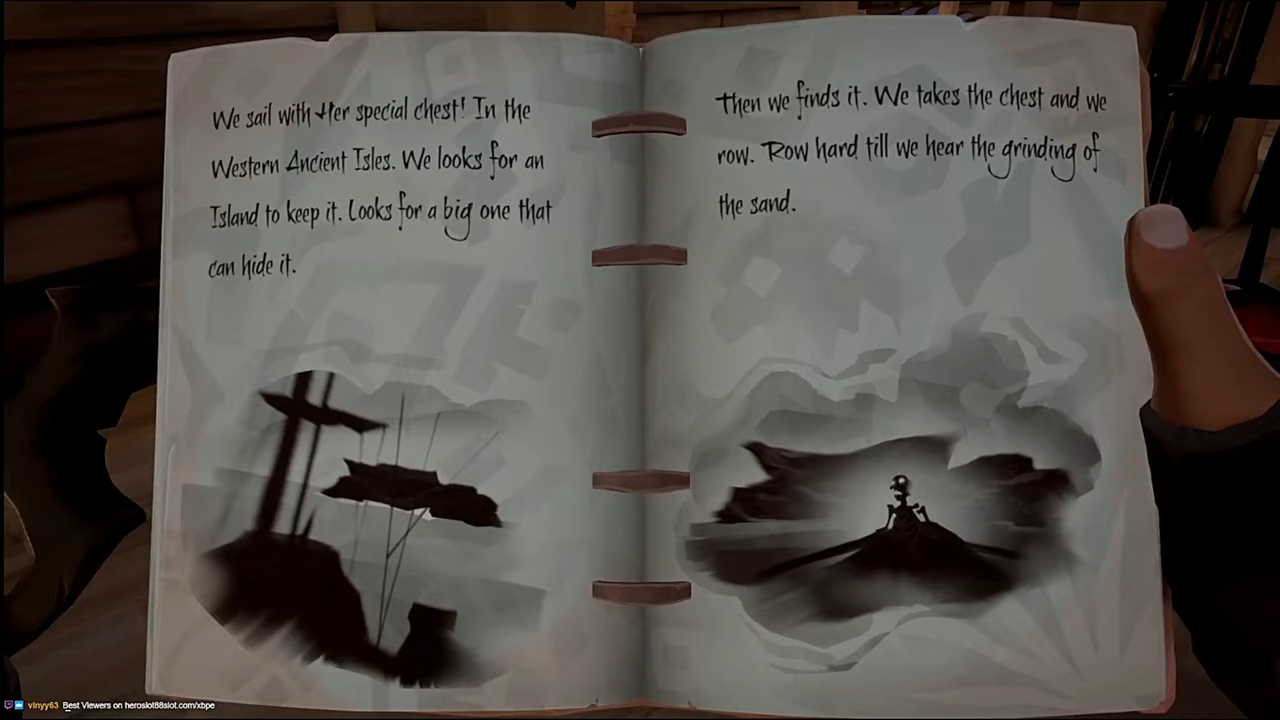 We sail with Her special chest! In the
Western Ancient Isles. We looks for an
Island to keep it. Looks for a big one that
can hide it.
Then we finds it. We takes the chest and we
row. Row hard till we hear the grinding of
the sand.
vinyy63 Best Viewers on heroslot88slot.com/xbpe